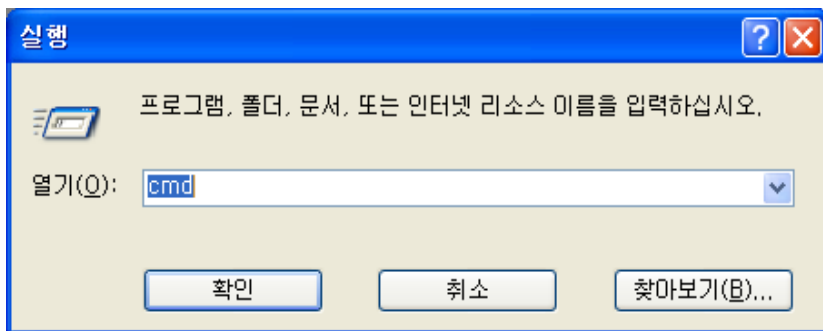 실행
프로그램, 폴더, 문서, 또는 인터넷 리소스 이름을 입력하십시오.
열기(O): cmd
확인 취소 찾아보기(B)...